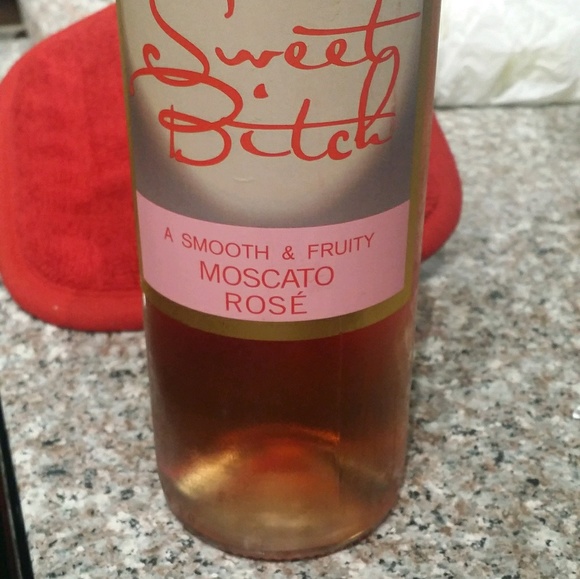 Sweet
Bitch
A SMOOTH & FRUITY
MOSCATO
ROSÉ